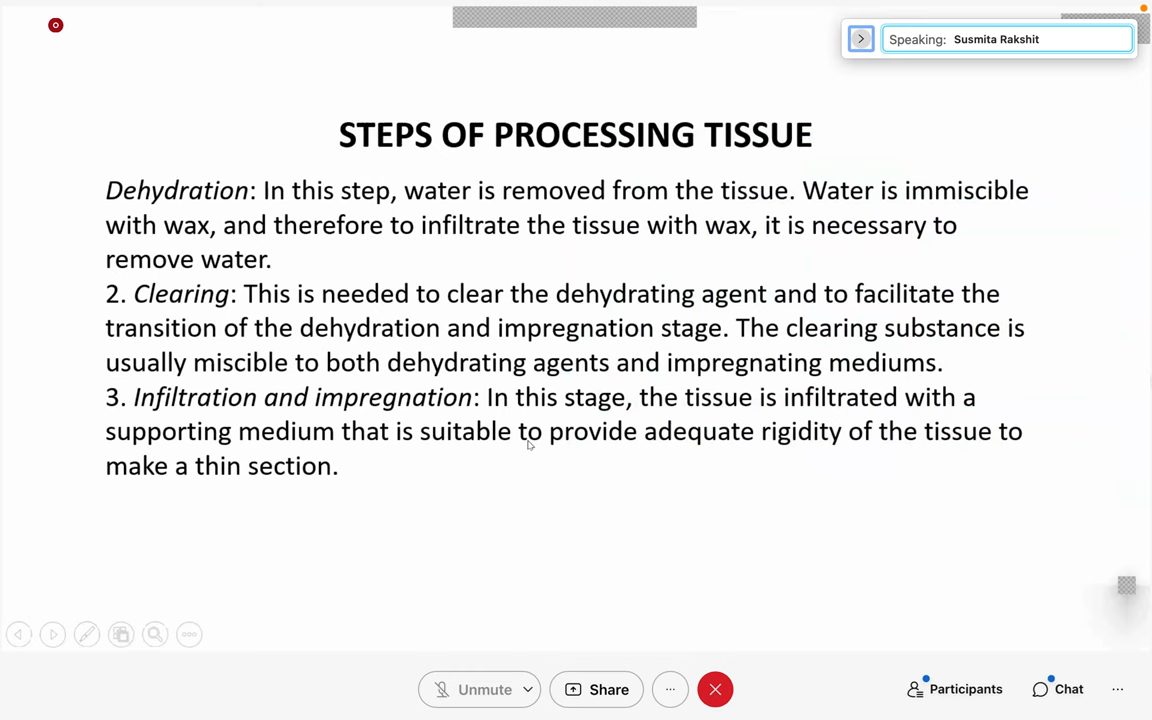 Speaking: Susmita Rakshit
STEPS OF PROCESSING TISSUE
Dehydration: In this step, water is removed from the tissue. Water is immiscible
with wax, and therefore to infiltrate the tissue with wax, it is necessary to
remove water.
2. Clearing: This is needed to clear the dehydrating agent and to facilitate the
transition of the dehydration and impregnation stage. The clearing substance is
usually miscible to both dehydrating agents and impregnating mediums.
3. Infiltration and impregnation: In this stage, the tissue is infiltrated with a
supporting medium that is suitable to provide adequate rigidity of the tissue to
make a thin section.
Unmute Share Participants Chat